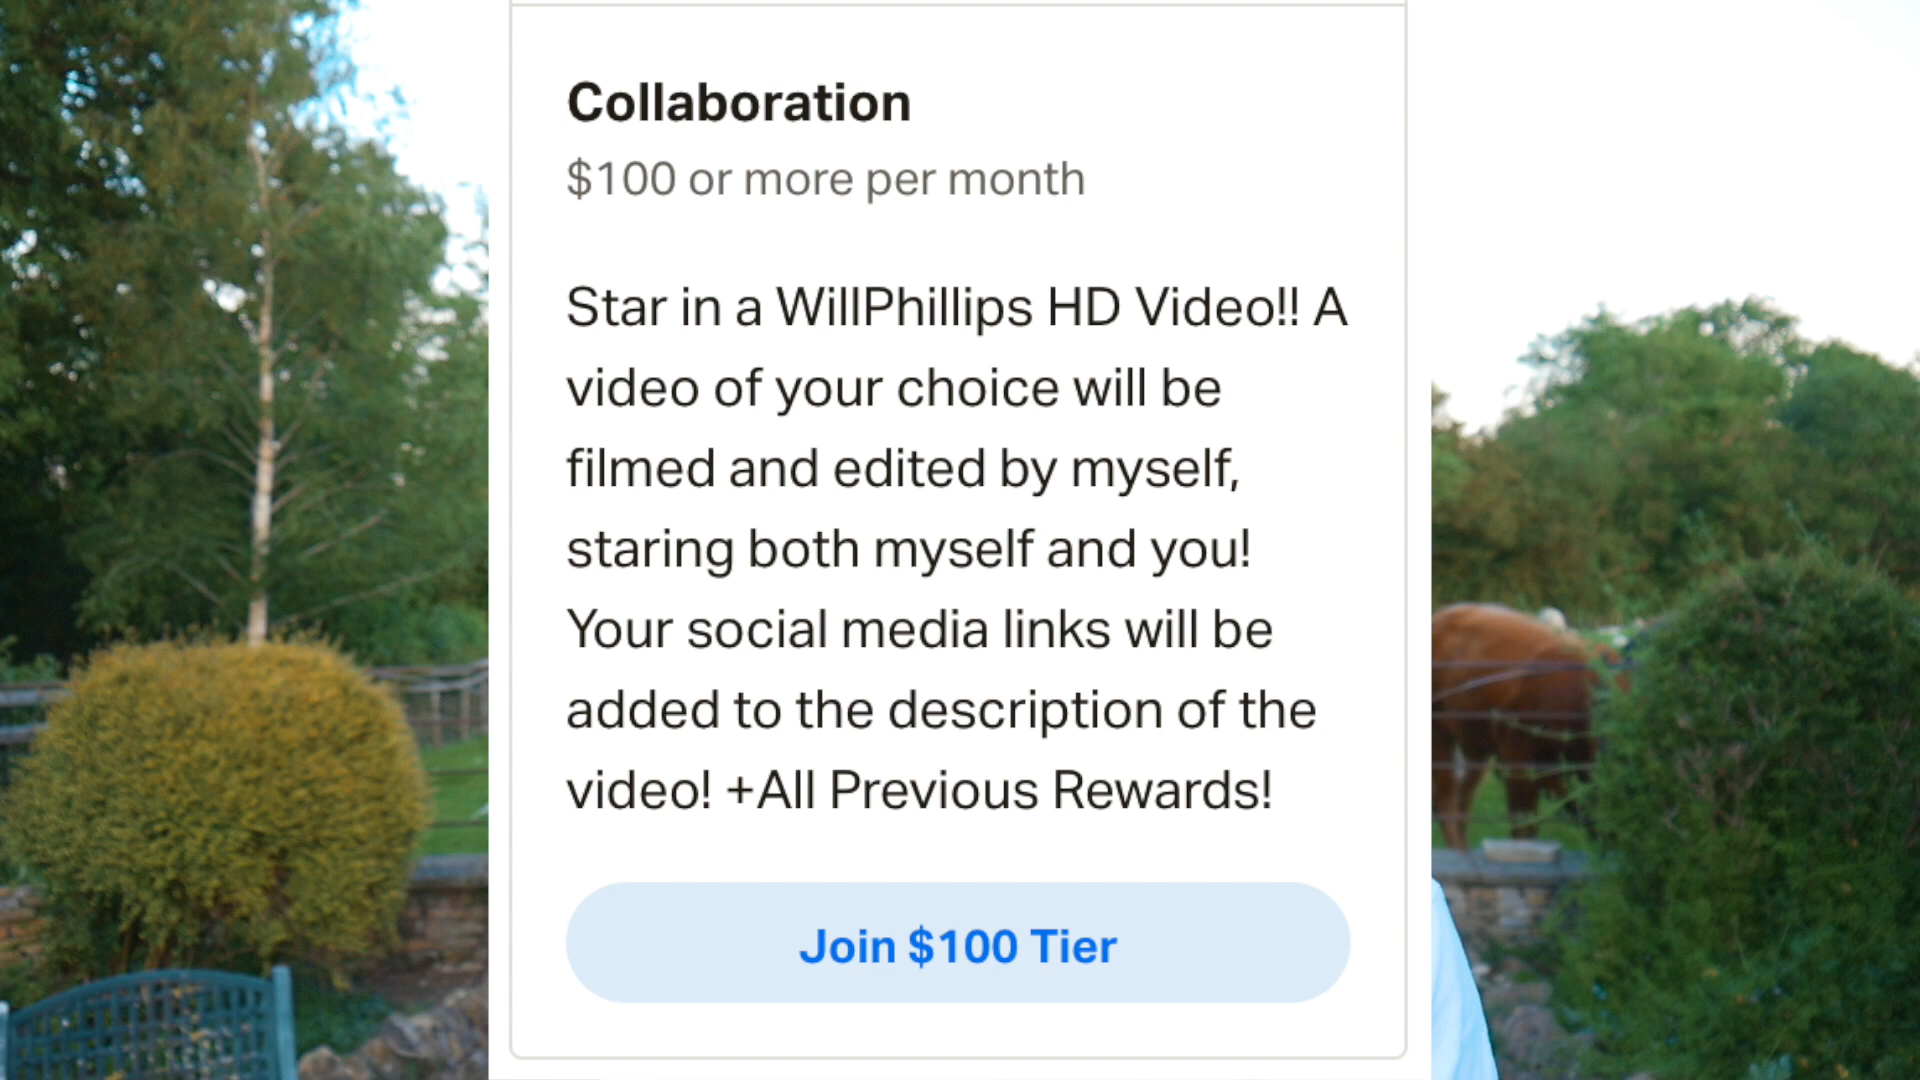 Collaboration
$100 or more per month
Star in a WillPhillips HD Video!! A
video of your choice will be
filmed and edited by myself,
staring both myself and you!
Your social media links will be
added to the description of the
video! +All Previous Rewards!
Join $100 Tier